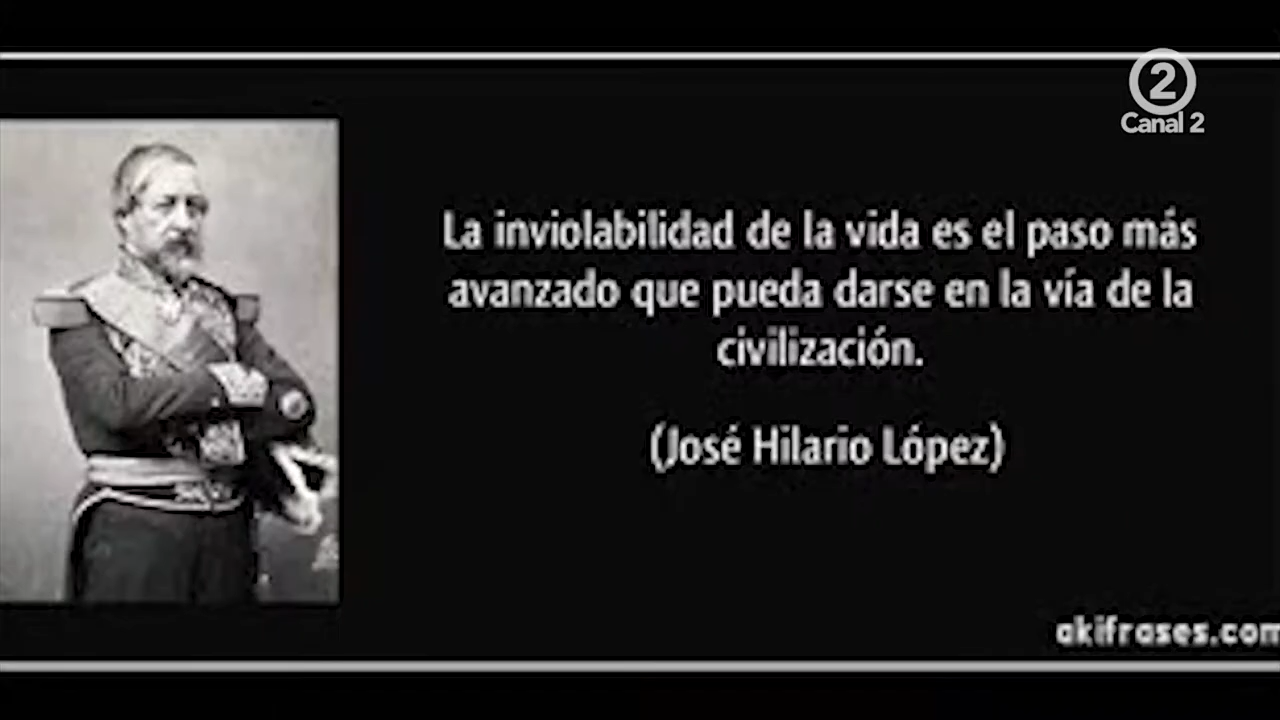 2
Canal 2
La inviolabilidad de la vida es el paso más
avanzado que pueda darse en la vía de la
civilización.
(José Hilario López)
akifrases.com